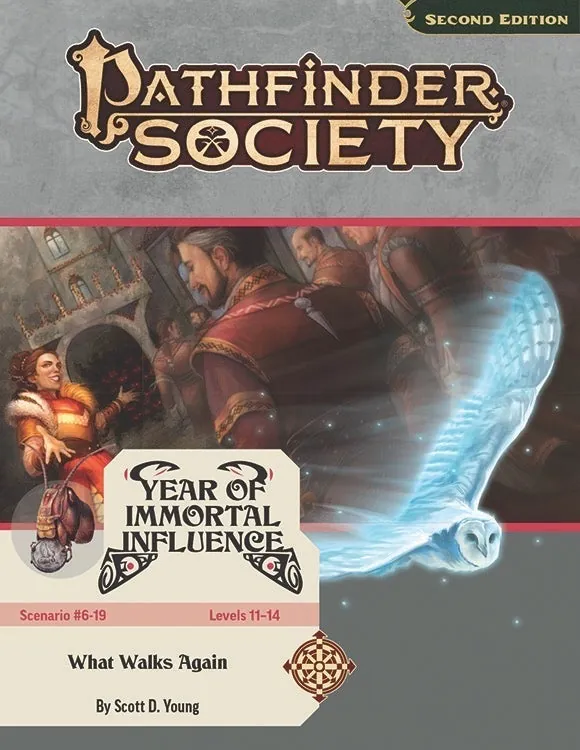 SECOND EDITION
PATHFINDER®
SOCIETY
YEAR OF
IMMORTAL
INFLUENCE
Scenario #6-19 Levels 11–14
What Walks Again
By Scott D. Young